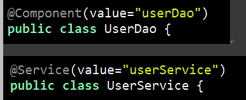 @Component(value="userDao")
public class UserDao {
@Service(value="userService")
public class UserService {